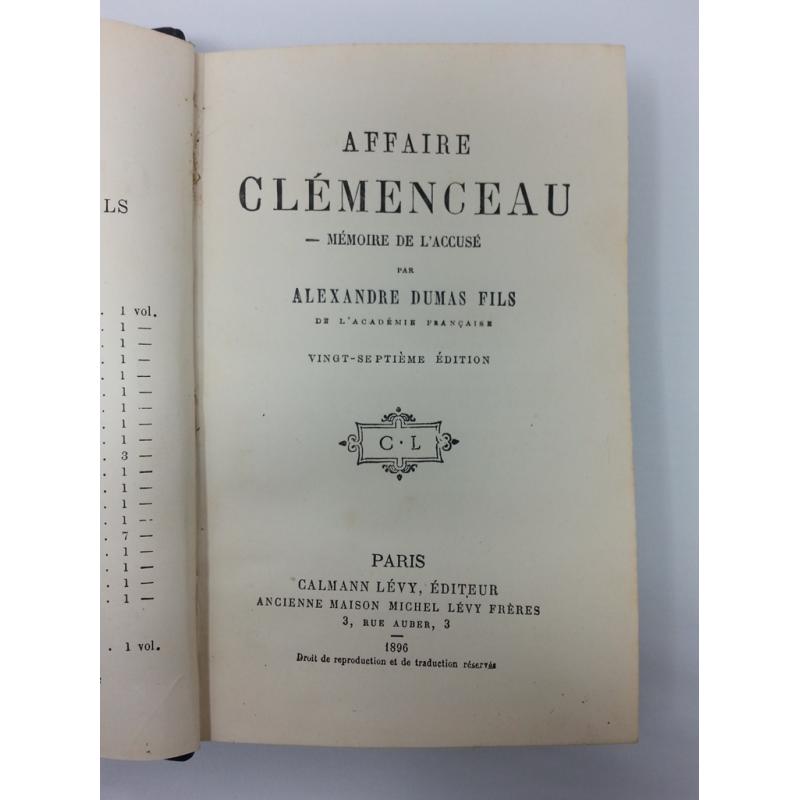 LS
. 1 vol.
. 1 —
. 1 —
. 1 —
. 1 —
. 1 —
. 1 —
. 1 —
. 1 —
. 3 —
. 1 —
. 1 —
. 1 —
. 1 —
. 7 —
. 1 —
. 1 —
. 1 —
. 1 —
. 1 vol.
AFFAIRE
CLÉMENCEAU
— MÉMOIRE DE L'ACCUSÉ
PAR
ALEXANDRE DUMAS FILS
DE L'ACADÉMIE FRANÇAISE
VINGT-SEPTIÈME ÉDITION
C · L
PARIS
CALMANN LÉVY, ÉDITEUR
ANCIENNE MAISON MICHEL LÉVY FRÈRES
3, RUE AUBER, 3
—
1896
Droit de reproduction et de traduction réservés